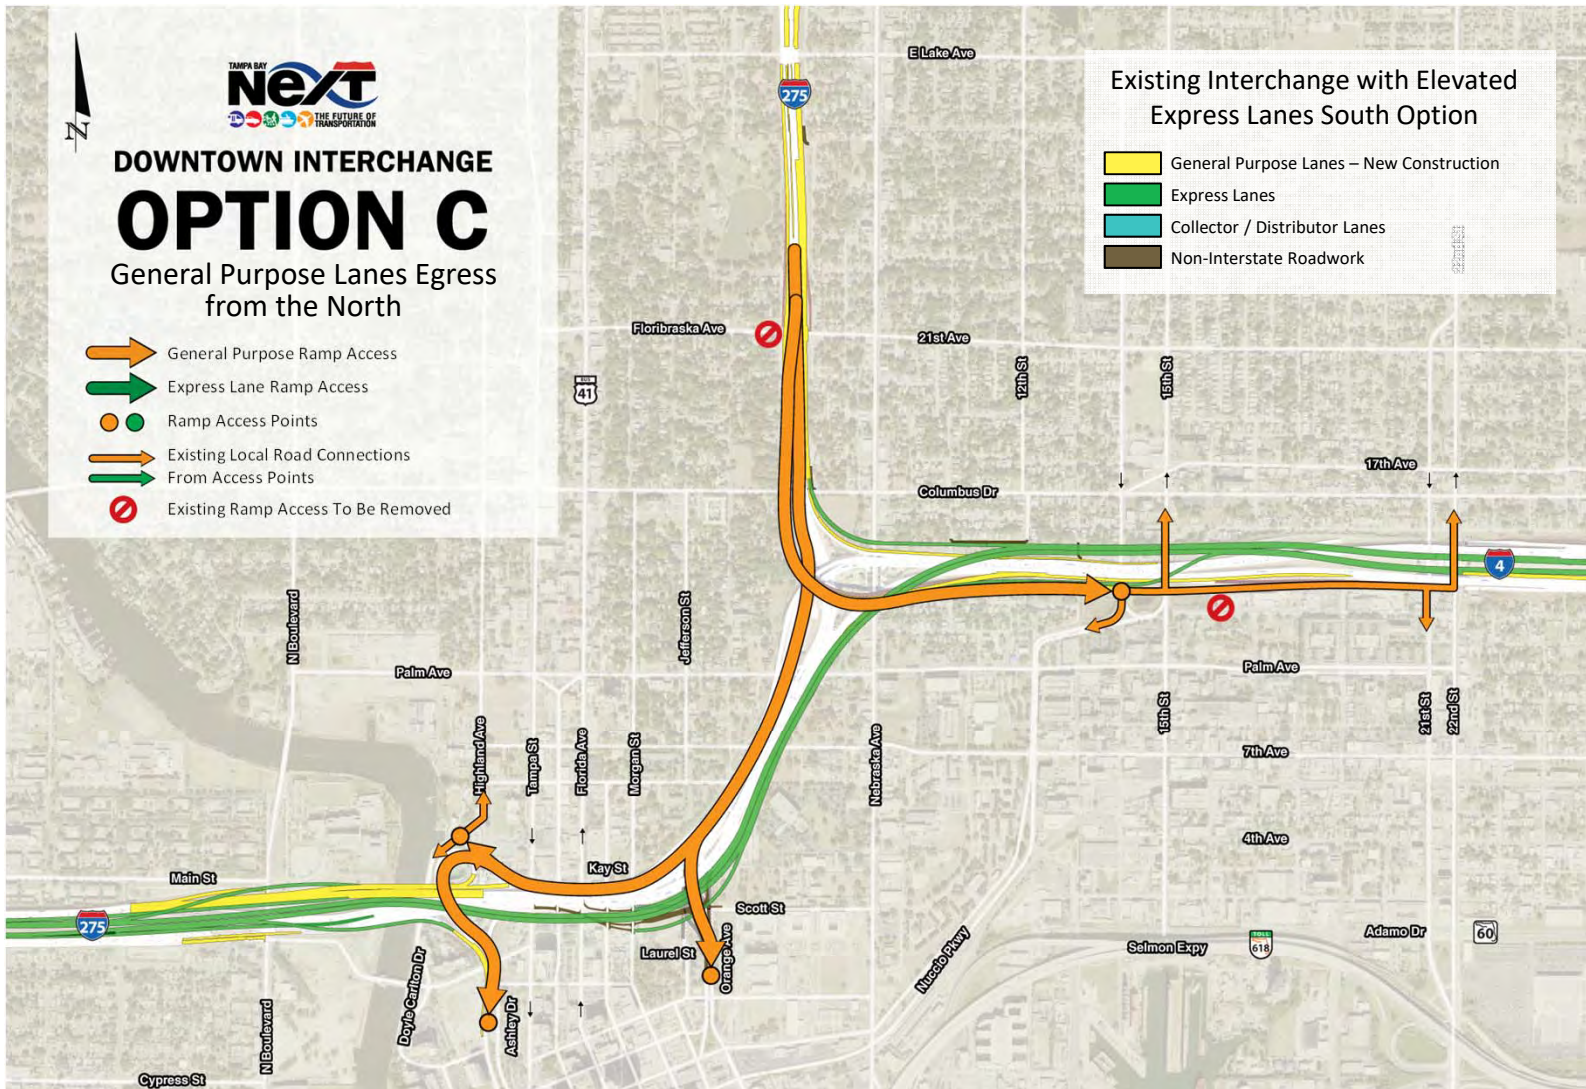 TAMPA BAY
NeXT
THE FUTURE OF
TRANSPORTATION
N
DOWNTOWN INTERCHANGE
OPTION C
General Purpose Lanes Egress
from the North
General Purpose Ramp Access
Express Lane Ramp Access
Ramp Access Points
Existing Local Road Connections
From Access Points
Existing Ramp Access To Be Removed
Existing Interchange with Elevated
Express Lanes South Option
General Purpose Lanes – New Construction
Express Lanes
Collector / Distributor Lanes
Non-Interstate Roadwork
E Lake Ave
275
Floribraska Ave
21st Ave
BUS
41
12th St
15th St
17th Ave
Columbus Dr
4
N Boulevard
Jefferson St
Palm Ave
Palm Ave
Highland Ave
Tampa St
Florida Ave
Morgan St
Nebraska Ave
15th St
21st St
22nd St
7th Ave
4th Ave
Kay St
Main St
275
Scott St
Laurel St
Orange Ave
Nuccio Pkwy
Selmon Expy
TOLL
618
Adamo Dr
60
Doyle Carlton Dr
N Boulevard
Ashley Dr
Cypress St